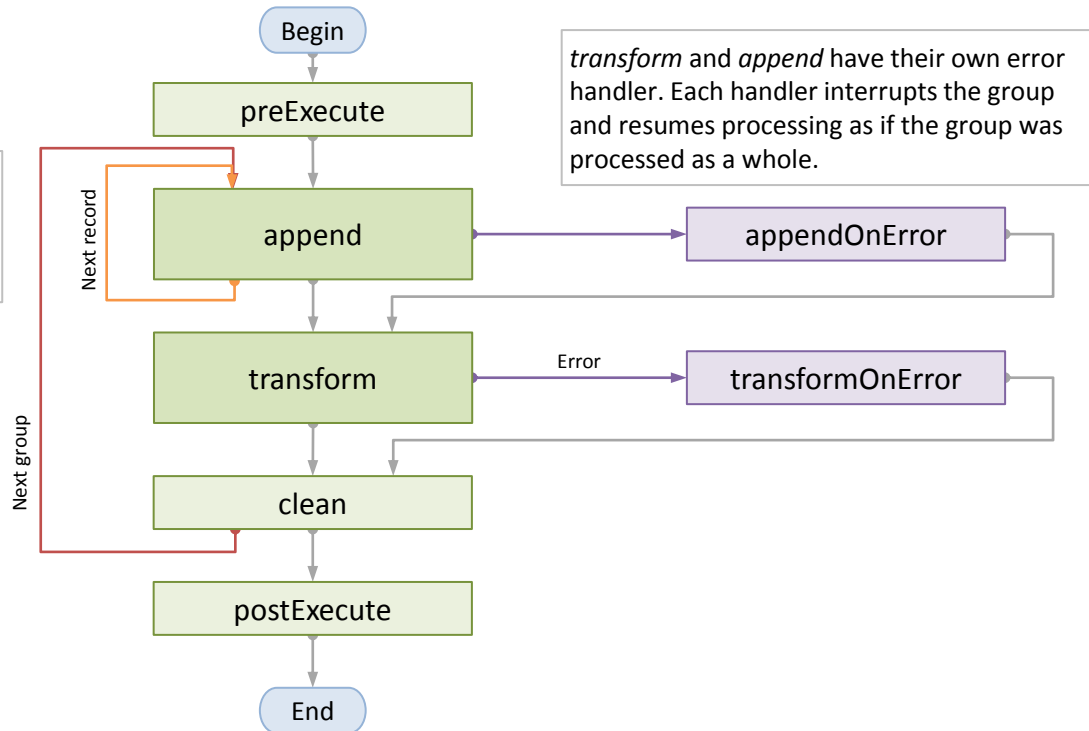 Begin
transform and append have their own error
handler. Each handler interrupts the group
and resumes processing as if the group was
processed as a whole.
preExecute
Next record
append
appendOnError
transform
Error
transformOnError
Next group
clean
postExecute
End